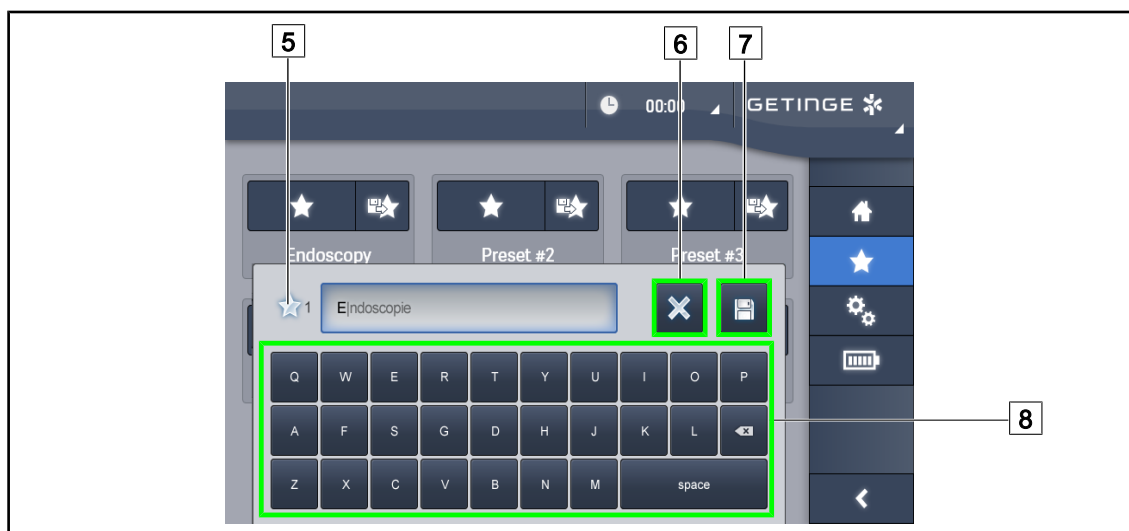 5
6
7
00:00
GETINGE
Endoscopy
Preset #2
Preset #3
1
E|ndoscopie
Q W E R T Y U I O P
8
A F S G D H J K L
Z X C V B N M space